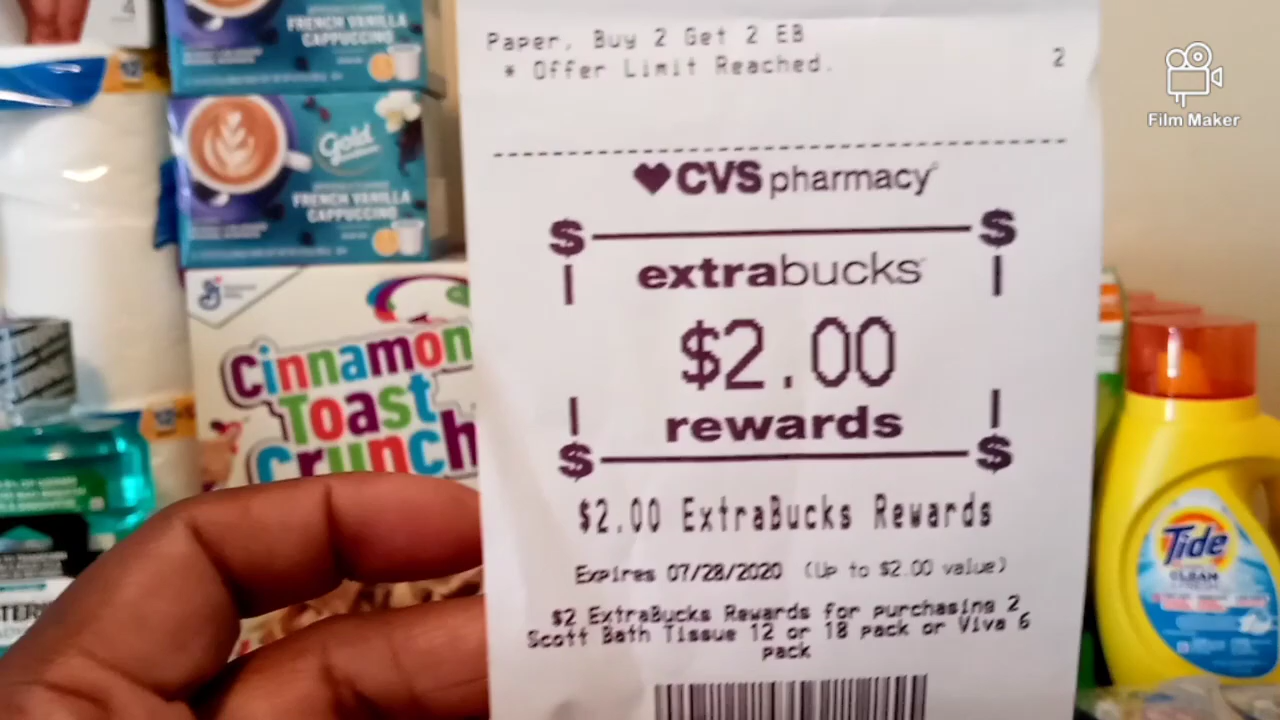 Paper, Buy 2 Get 2 EB
* Offer Limit Reached. 2
CVS pharmacy
$ $
extrabucks
$2.00
rewards
$ $
$2.00 ExtraBucks Rewards
Expires 07/28/2020 (Up to $2.00 value)
$2 ExtraBucks Rewards for purchasing 2,
Scott Bath Tissue 12 or 18 pack or Viva 6
pack
Film Maker
FRENCH VANILLA
CAPPUCCINO
Gold
FRENCH VANILLA
CAPPUCCINO
Cinnamon
Toast
Crunch
Tide